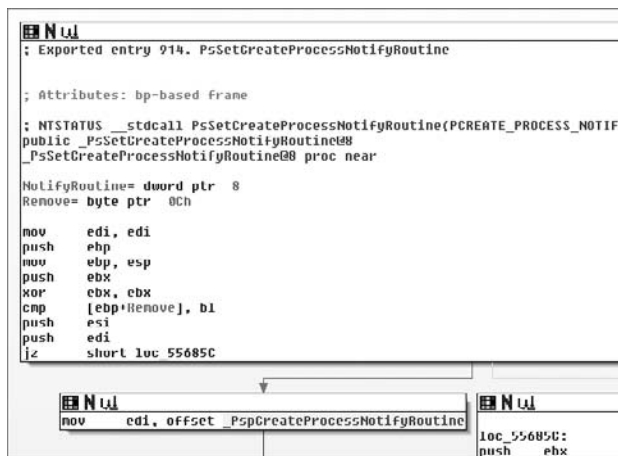 ; Exported entry 914. PsSetCreateProcessNotifyRoutine
; Attributes: bp-based frame
; NTSTATUS __stdcall PsSetCreateProcessNotifyRoutine(PCREATE_PROCESS_NOTIF
public _PsSetCreateProcessNotifyRoutine@8
_PsSetCreateProcessNotifyRoutine@8 proc near
NotifyRoutine= dword ptr 8
Remove= byte ptr 0Ch
mov edi, edi
push ebp
mov ebp, esp
push ebx
xor ebx, ebx
cmp [ebp+Remove], bl
push esi
push edi
jz short loc_55685C
mov edi, offset _PspCreateProcessNotifyRoutine
loc_55685C:
push ebx